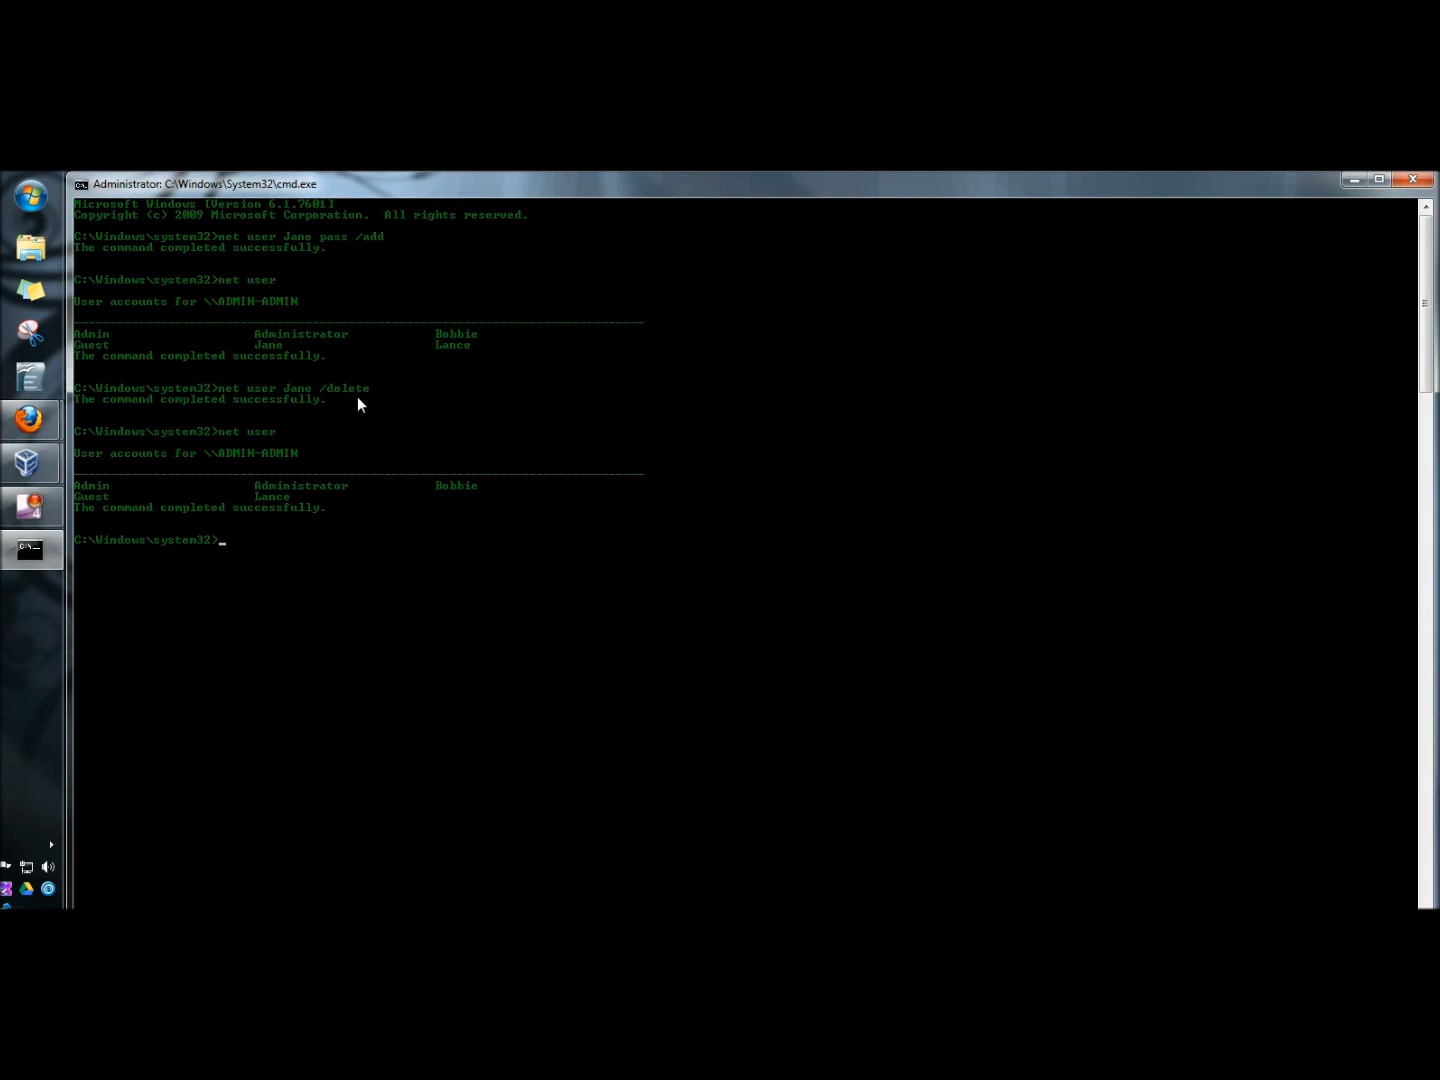 Administrator: C:\Windows\System32\cmd.exe
Microsoft Windows [Version 6.1.7601]
Copyright (c) 2009 Microsoft Corporation.  All rights reserved.
C:\Windows\system32>net user Jane pass /add
The command completed successfully.
C:\Windows\system32>net user
User accounts for \\ADMIN-ADMIN
-------------------------------------------------------------------------------
Admin                    Administrator            Bobbie
Guest                    Jane                     Lance
The command completed successfully.
C:\Windows\system32>net user Jane /delete
The command completed successfully.
C:\Windows\system32>net user
User accounts for \\ADMIN-ADMIN
-------------------------------------------------------------------------------
Admin                    Administrator            Bobbie
Guest                    Lance
The command completed successfully.
C:\Windows\system32>_